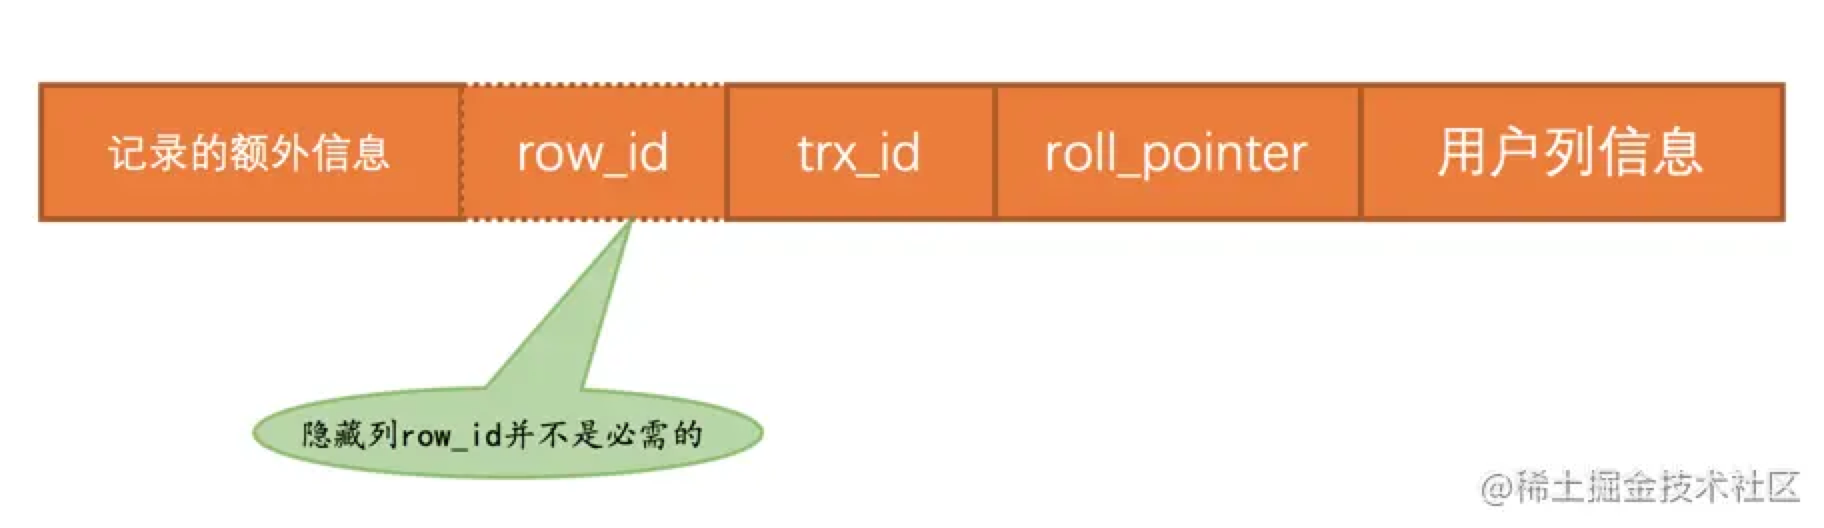 记录的额外信息 row_id trx_id roll_pointer 用户列信息
隐藏列row_id并不是必需的
@稀土掘金技术社区